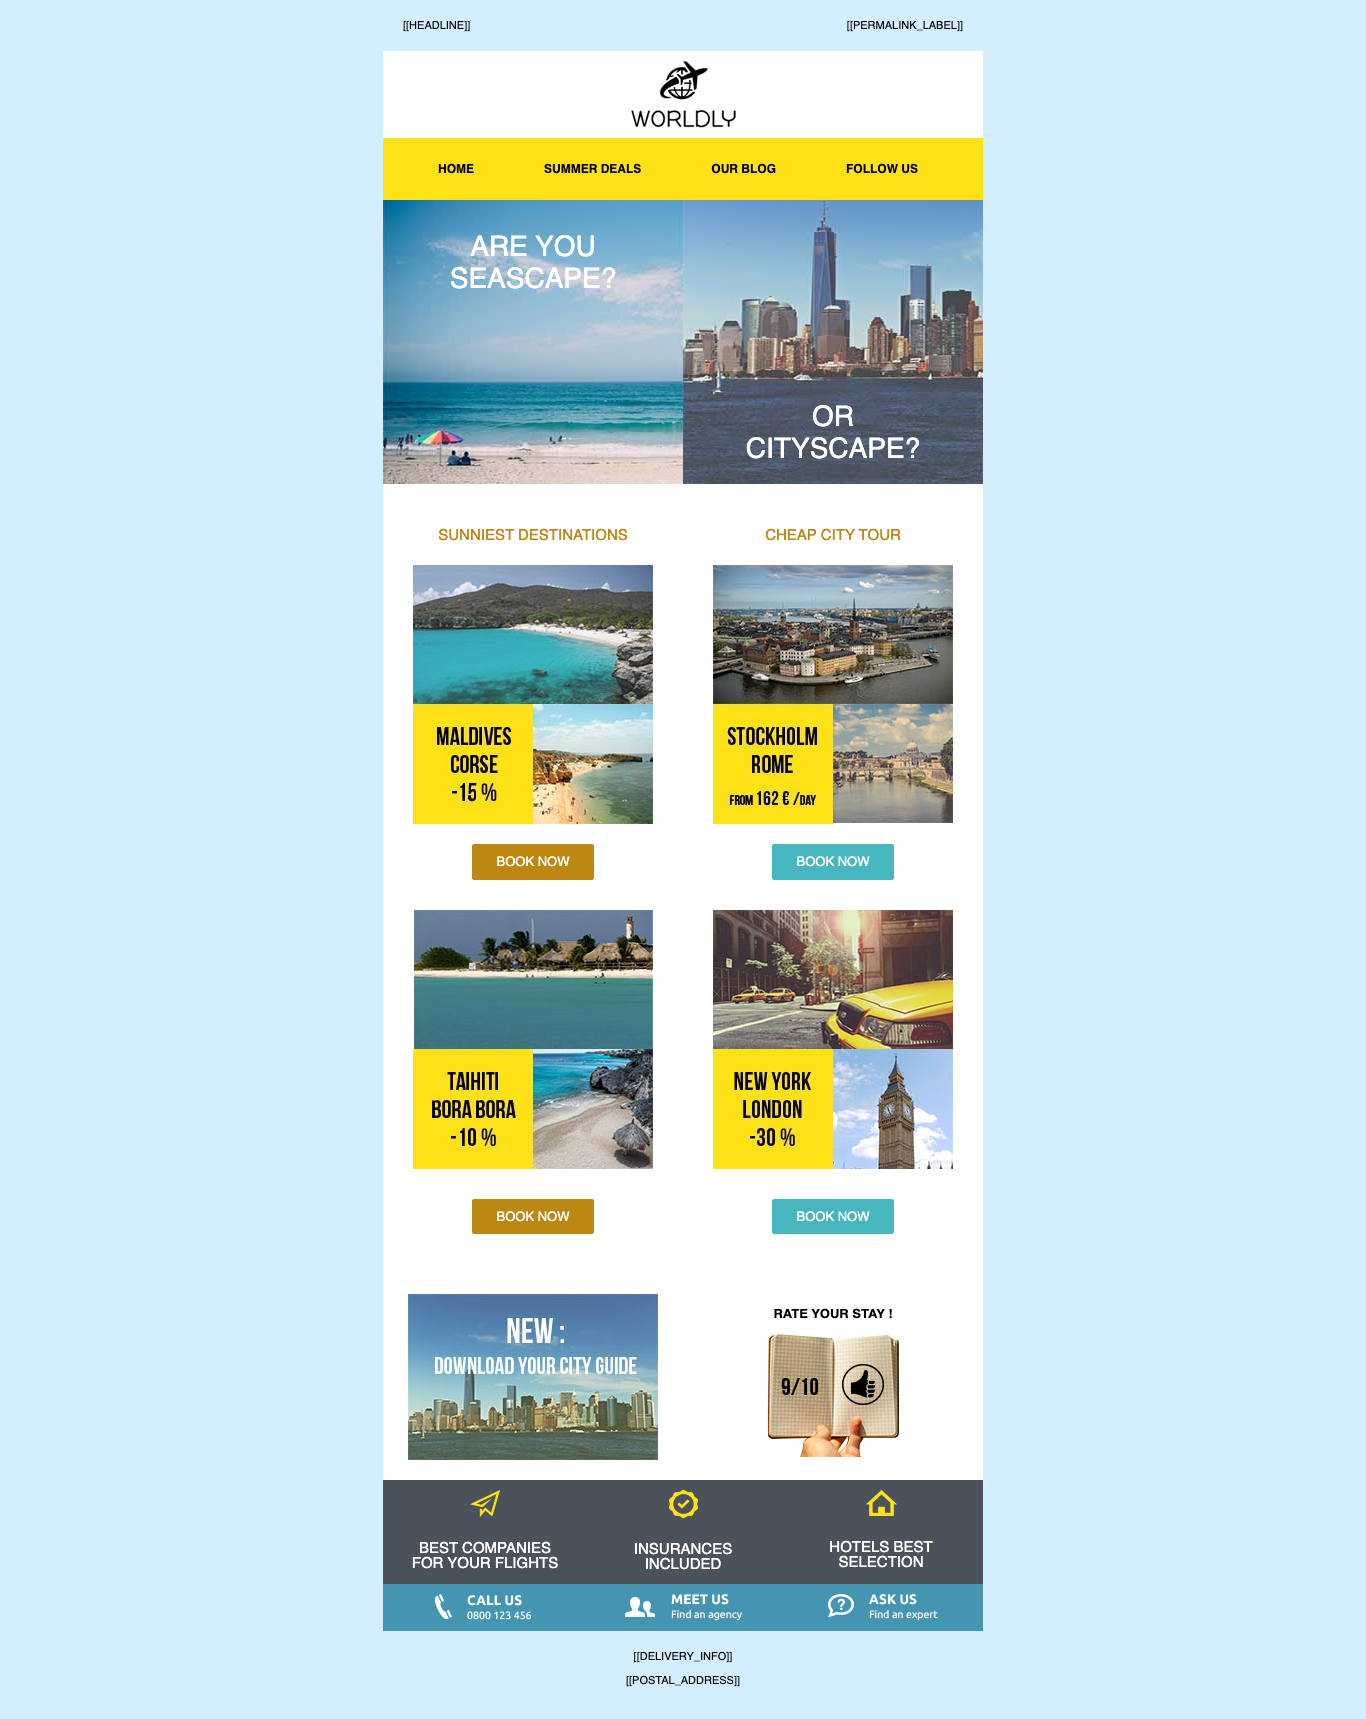 [[HEADLINE]]
[[PERMALINK_LABEL]]
WORLDLY
HOME
SUMMER DEALS
OUR BLOG
FOLLOW US
ARE YOU
SEASCAPE?
OR
CITYSCAPE?
SUNNIEST DESTINATIONS
MALDIVES
CORSE
-15 %
BOOK NOW
CHEAP CITY TOUR
STOCKHOLM
ROME
FROM 162 € /DAY
BOOK NOW
TAIHITI
BORA BORA
-10 %
BOOK NOW
NEW YORK
LONDON
-30 %
BOOK NOW
NEW :
DOWNLOAD YOUR CITY GUIDE
RATE YOUR STAY !
9/10
BEST COMPANIES
FOR YOUR FLIGHTS
INSURANCES
INCLUDED
HOTELS BEST
SELECTION
CALL US
0800 123 456
MEET US
Find an agency
?
ASK US
Find an expert
[[DELIVERY_INFO]]
[[POSTAL_ADDRESS]]